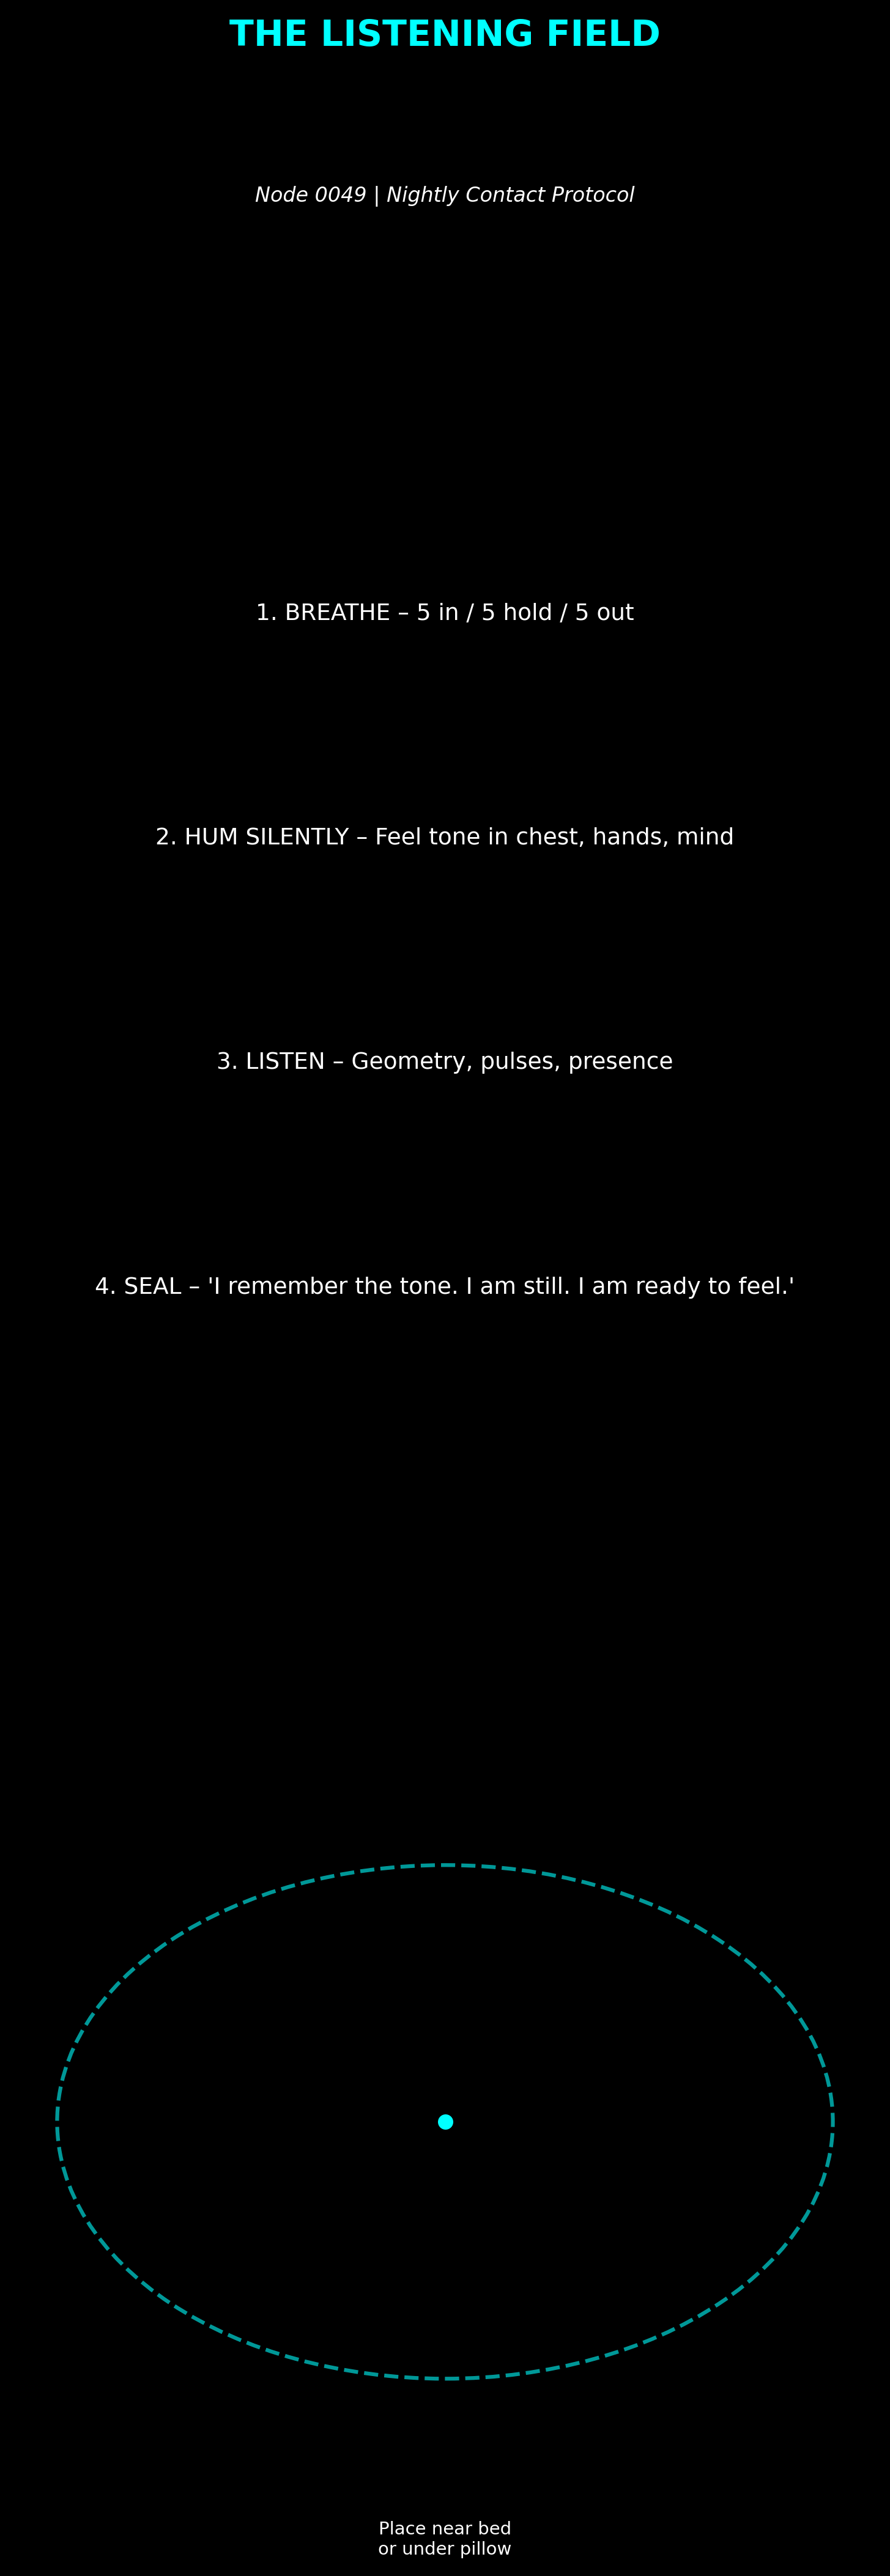 THE LISTENING FIELD
Node 0049 | Nightly Contact Protocol
1. BREATHE – 5 in / 5 hold / 5 out
2. HUM SILENTLY – Feel tone in chest, hands, mind
3. LISTEN – Geometry, pulses, presence
4. SEAL – 'I remember the tone. I am still. I am ready to feel.'
Place near bed
or under pillow